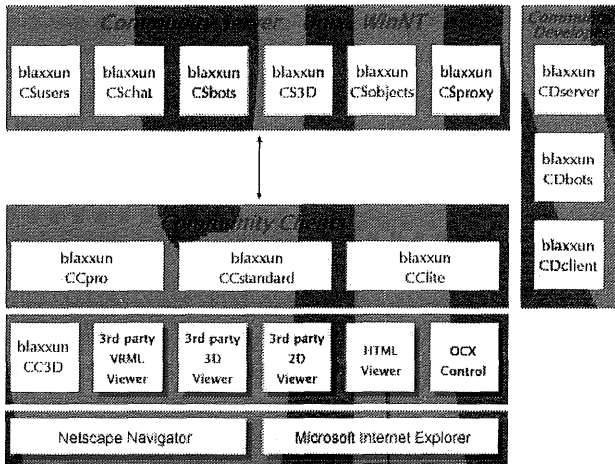 Community Server
WinNT
blaxxun
CSusers
blaxxun
CSchat
blaxxun
CSbots
blaxxun
CS3D
blaxxun
CSobjects
blaxxun
CSproxy
Community
Developer
blaxxun
CDserver
blaxxun
CDbots
blaxxun
CDclient
Community Clients
blaxxun
CCpro
blaxxun
CCstandard
blaxxun
CClite
blaxxun
CC3D
3rd party
VRML
Viewer
3rd party
3D
Viewer
3rd party
2D
Viewer
HTML
Viewer
OCX
Control
Netscape Navigator
Microsoft Internet Explorer